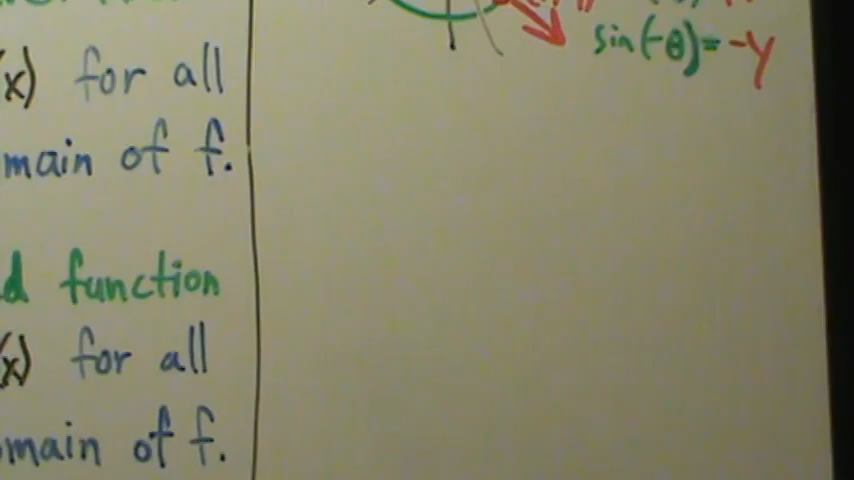 (x) for all
main of f.
d function
(x) for all
main of f.
sin(-θ)=-y